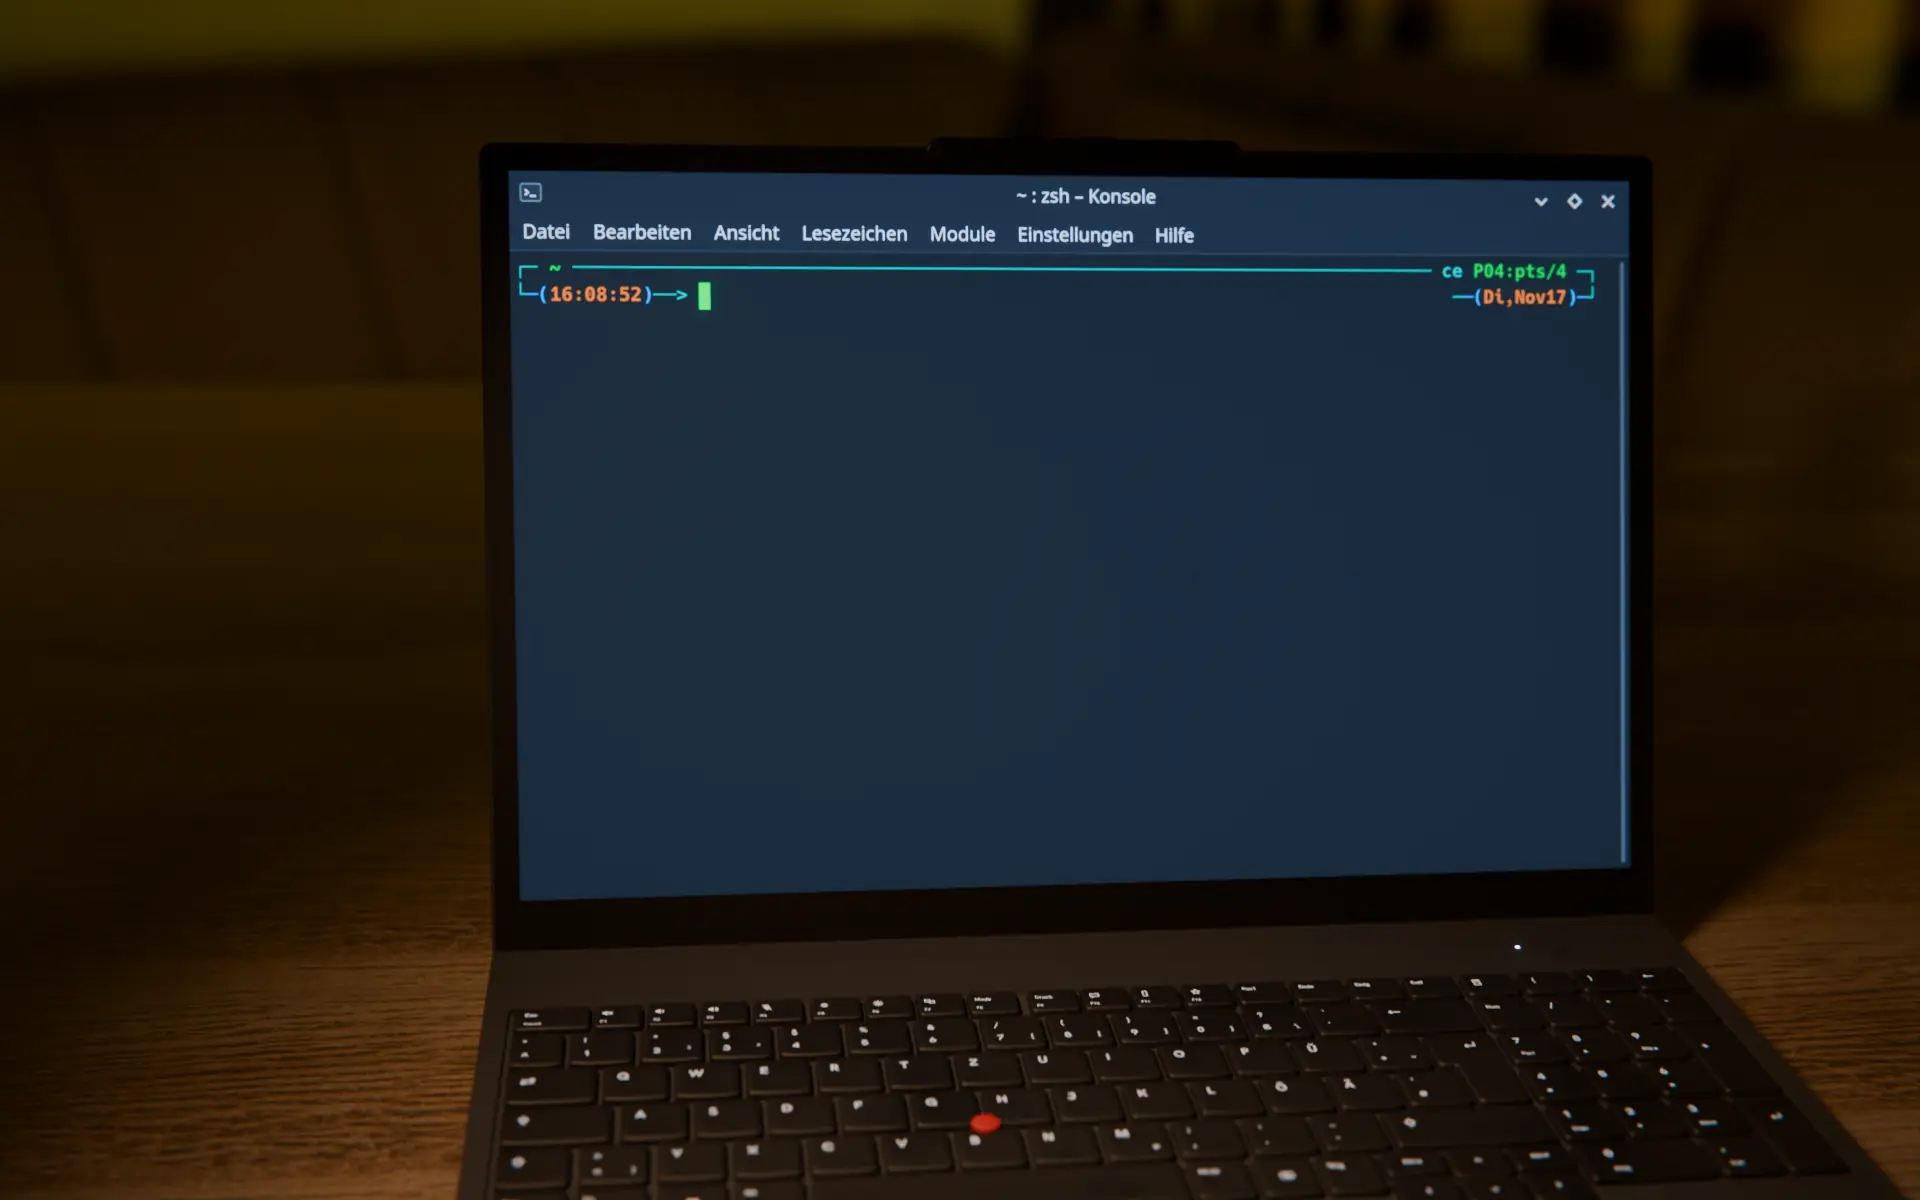 ~ : zsh – Konsole
Datei Bearbeiten Ansicht Lesezeichen Module Einstellungen Hilfe
~ ce P04:pts/4
(16:08:52)──> ─(Di,Nov17)─
Q W E R T Z U I O P Ü
A S D F G H J K L Ö Ä
Y X C V B N M